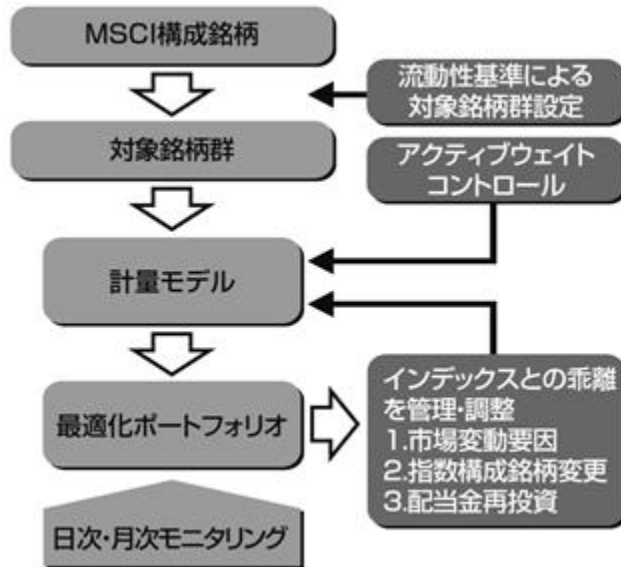 MSCI構成銘柄
流動性基準による
対象銘柄群設定
対象銘柄群
アクティブウェイト
コントロール
計量モデル
最適化ポートフォリオ
インデックスとの乖離
を管理・調整
1.市場変動要因
2.指数構成銘柄変更
3.配当金再投資
日次・月次モニタリング